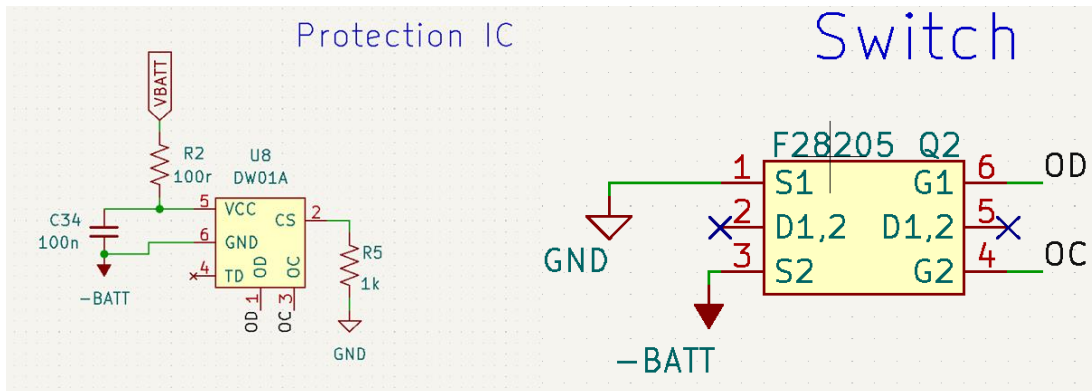 Protection IC
VBATT
R2
100r
U8
DW01A
C34
100n
5
VCC
CS
2
6
GND
4
TD
OD
OC
R5
1k
-BATT
1
3
OD
OC
GND
Switch
F28205 Q2
1
S1
G1
6
OD
2
D1,2
D1,2
5
GND
3
S2
G2
4
OC
-BATT